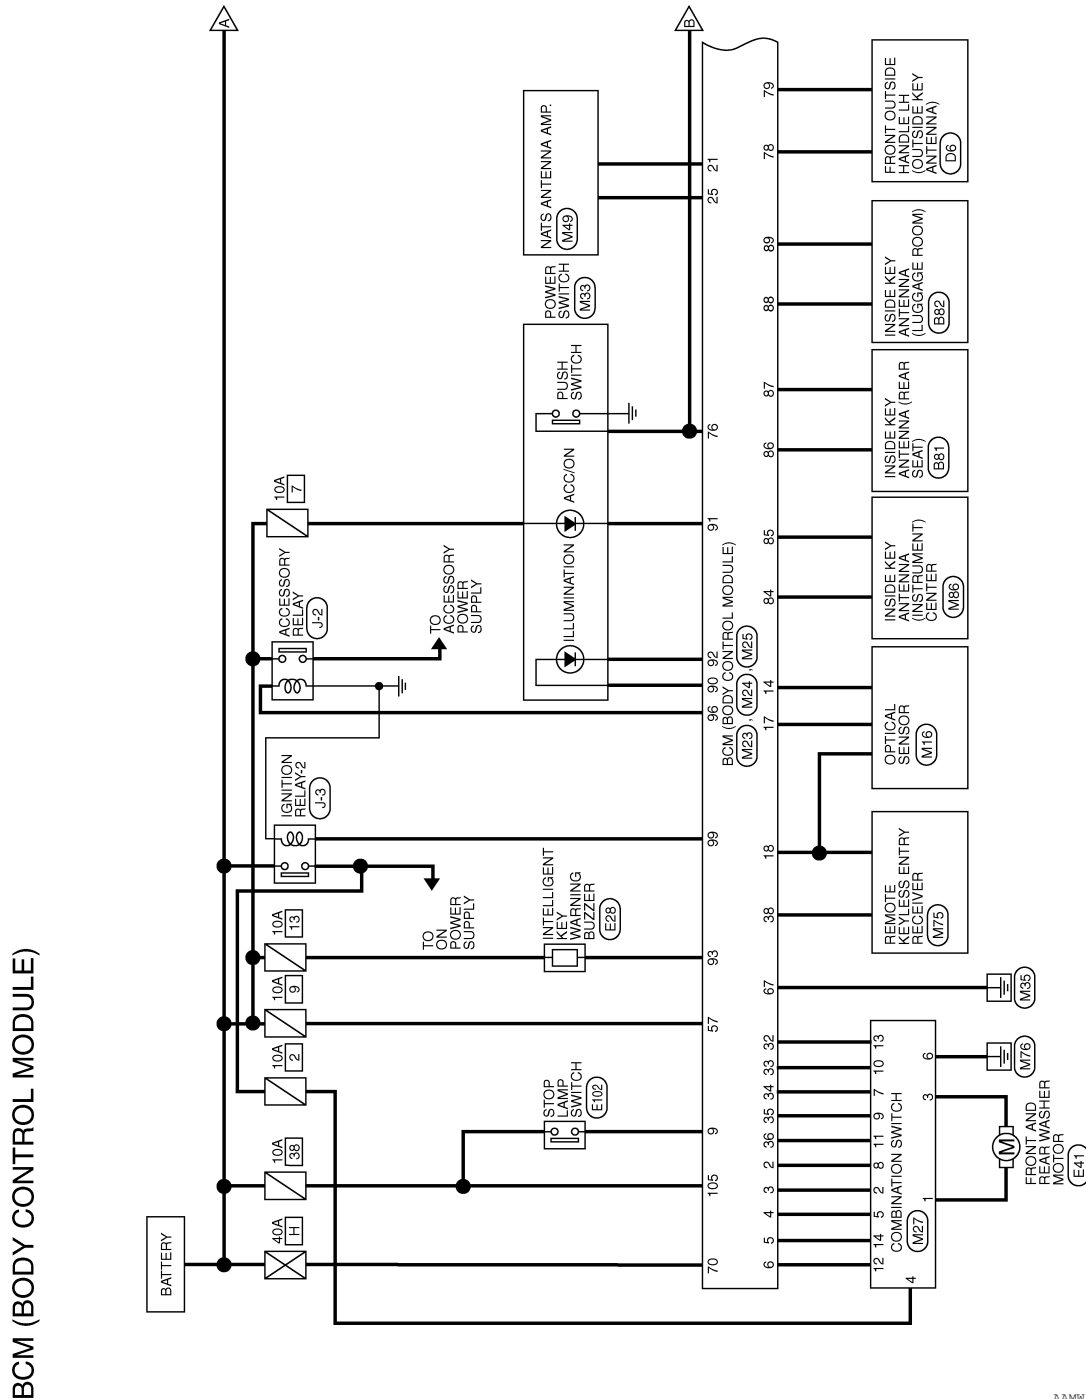 BCM (BODY CONTROL MODULE)
BATTERY
A
B
40A
H
10A
38
10A
2
10A
9
10A
13
10A
7
IGNITION
RELAY-2
J-3
ACCESSORY
RELAY
J-2
TO
ON
POWER
SUPPLY
TO
ACCESSORY
POWER
SUPPLY
STOP
LAMP
SWITCH
E102
INTELLIGENT
KEY
WARNING
BUZZER
E28
ILLUMINATION
ACC/ON
PUSH
SWITCH
POWER
SWITCH
M33
NATS ANTENNA AMP.
M49
70
105
9
57
93
99
96
90
92
91
76
25
21
BCM (BODY CONTROL MODULE)
M23 , M24 , M25
6
5
4
3
2
36
35
34
33
32
67
38
18
17
14
84
85
86
87
88
89
78
79
12
14
5
2
8
11
9
7
10
13
COMBINATION SWITCH
M27
4
1
3
6
M
FRONT AND
REAR WASHER
MOTOR
E41
M76
M35
REMOTE
KEYLESS ENTRY
RECEIVER
M75
OPTICAL
SENSOR
M16
INSIDE KEY
ANTENNA
(INSTRUMENT)
CENTER
M86
INSIDE KEY
ANTENNA (REAR
SEAT)
B81
INSIDE KEY
ANTENNA
(LUGGAGE ROOM)
B82
FRONT OUTSIDE
HANDLE LH
(OUTSIDE KEY
ANTENNA)
D6